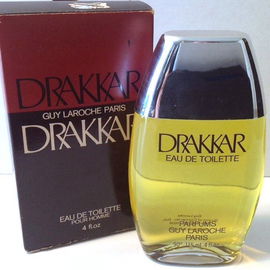 DRAKKAR
GUY LAROCHE PARIS
DRAKKAR
EAU DE TOILETTE
POUR HOMME
4 fl.oz
DRAKKAR
EAU DE TOILETTE
PARFUMS
GUY LAROCHE
PARIS